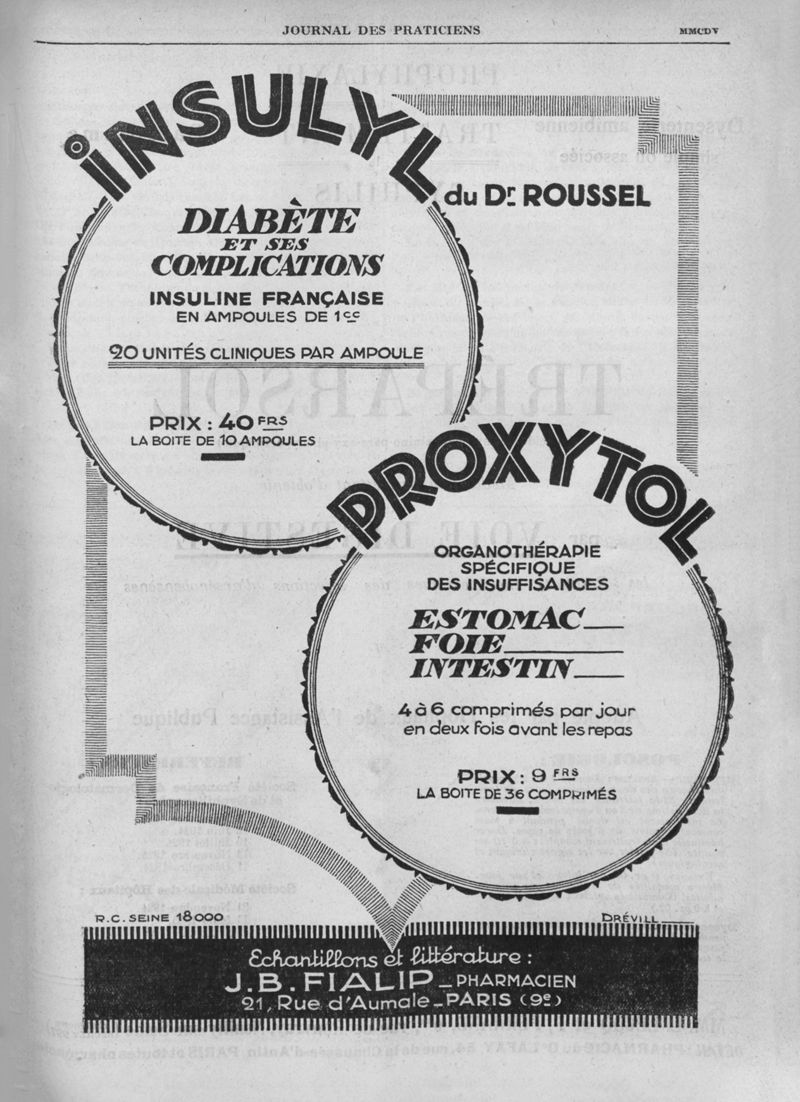 JOURNAL DES PRATICIENS
MMCDV
INSULYL
du Dr ROUSSEL
DIABÈTE
ET SES
COMPLICATIONS
INSULINE FRANÇAISE
EN AMPOULES DE 1cc
20 UNITÉS CLINIQUES PAR AMPOULE
PRIX : 40 FRS
LA BOITE DE 10 AMPOULES
PROXYTOL
ORGANOTHÉRAPIE
SPÉCIFIQUE
DES INSUFFISANCES
ESTOMAC
FOIE
INTESTIN
4 à 6 comprimés par jour
en deux fois avant les repas
PRIX : 9 FRS
LA BOITE DE 36 COMPRIMÉS
R.C. SEINE 18000
DRÉVILL
Echantillons et littérature :
J.B. FIALIP _ PHARMACIEN
21, Rue d'Aumale _ PARIS (9e)